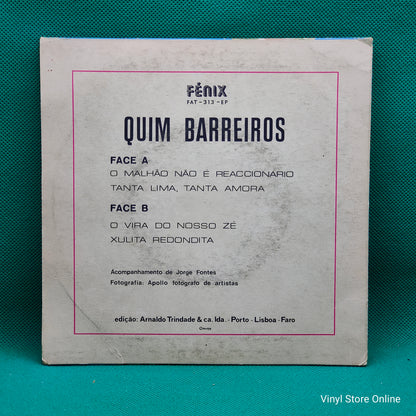 FÉNIX
FAT - 313 - EP
QUIM BARREIROS
FACE A
O MALHÃO NÃO É REACCIONÁRIO
TANTA LIMA, TANTA AMORA
FACE B
O VIRA DO NOSSO ZÉ
XULITA REDONDITA
Acompanhamento de Jorge Fontes
Fotografia: Apollo fotógrafo de artistas
edição: Arnaldo Trindade & ca. lda. - Porto - Lisboa - Faro
Vinyl Store Online